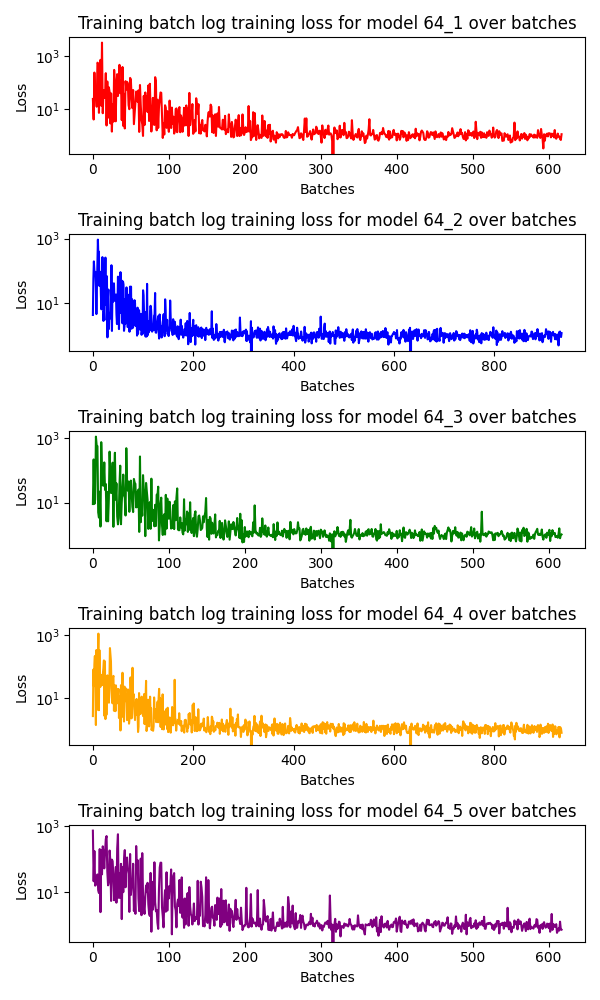 Training batch log training loss for model 64_1 over batches
10³
10¹
Loss
0 100 200 300 400 500 600
Batches
Training batch log training loss for model 64_2 over batches
10³
10¹
Loss
0 200 400 600 800
Batches
Training batch log training loss for model 64_3 over batches
10³
10¹
Loss
0 100 200 300 400 500 600
Batches
Training batch log training loss for model 64_4 over batches
10³
10¹
Loss
0 200 400 600 800
Batches
Training batch log training loss for model 64_5 over batches
10³
10¹
Loss
0 100 200 300 400 500 600
Batches